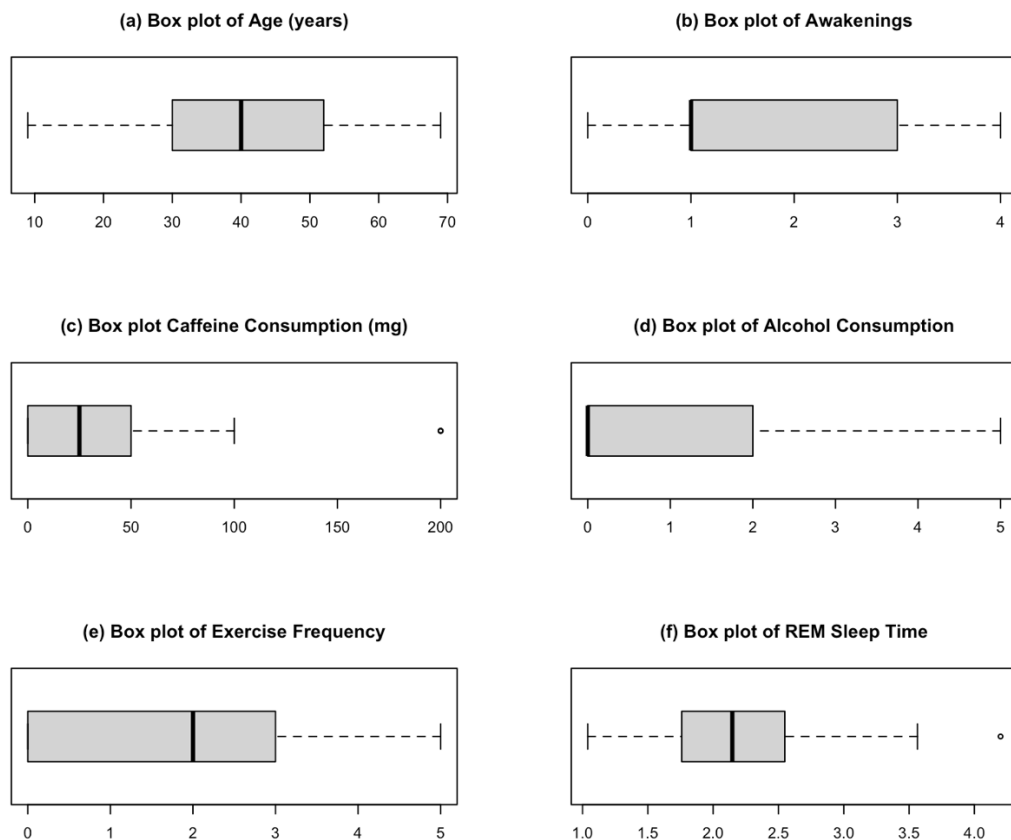 (a) Box plot of Age (years)
10 20 30 40 50 60 70
(b) Box plot of Awakenings
0 1 2 3 4
(c) Box plot Caffeine Consumption (mg)
0 50 100 150 200
(d) Box plot of Alcohol Consumption
0 1 2 3 4 5
(e) Box plot of Exercise Frequency
0 1 2 3 4 5
(f) Box plot of REM Sleep Time
1.0 1.5 2.0 2.5 3.0 3.5 4.0